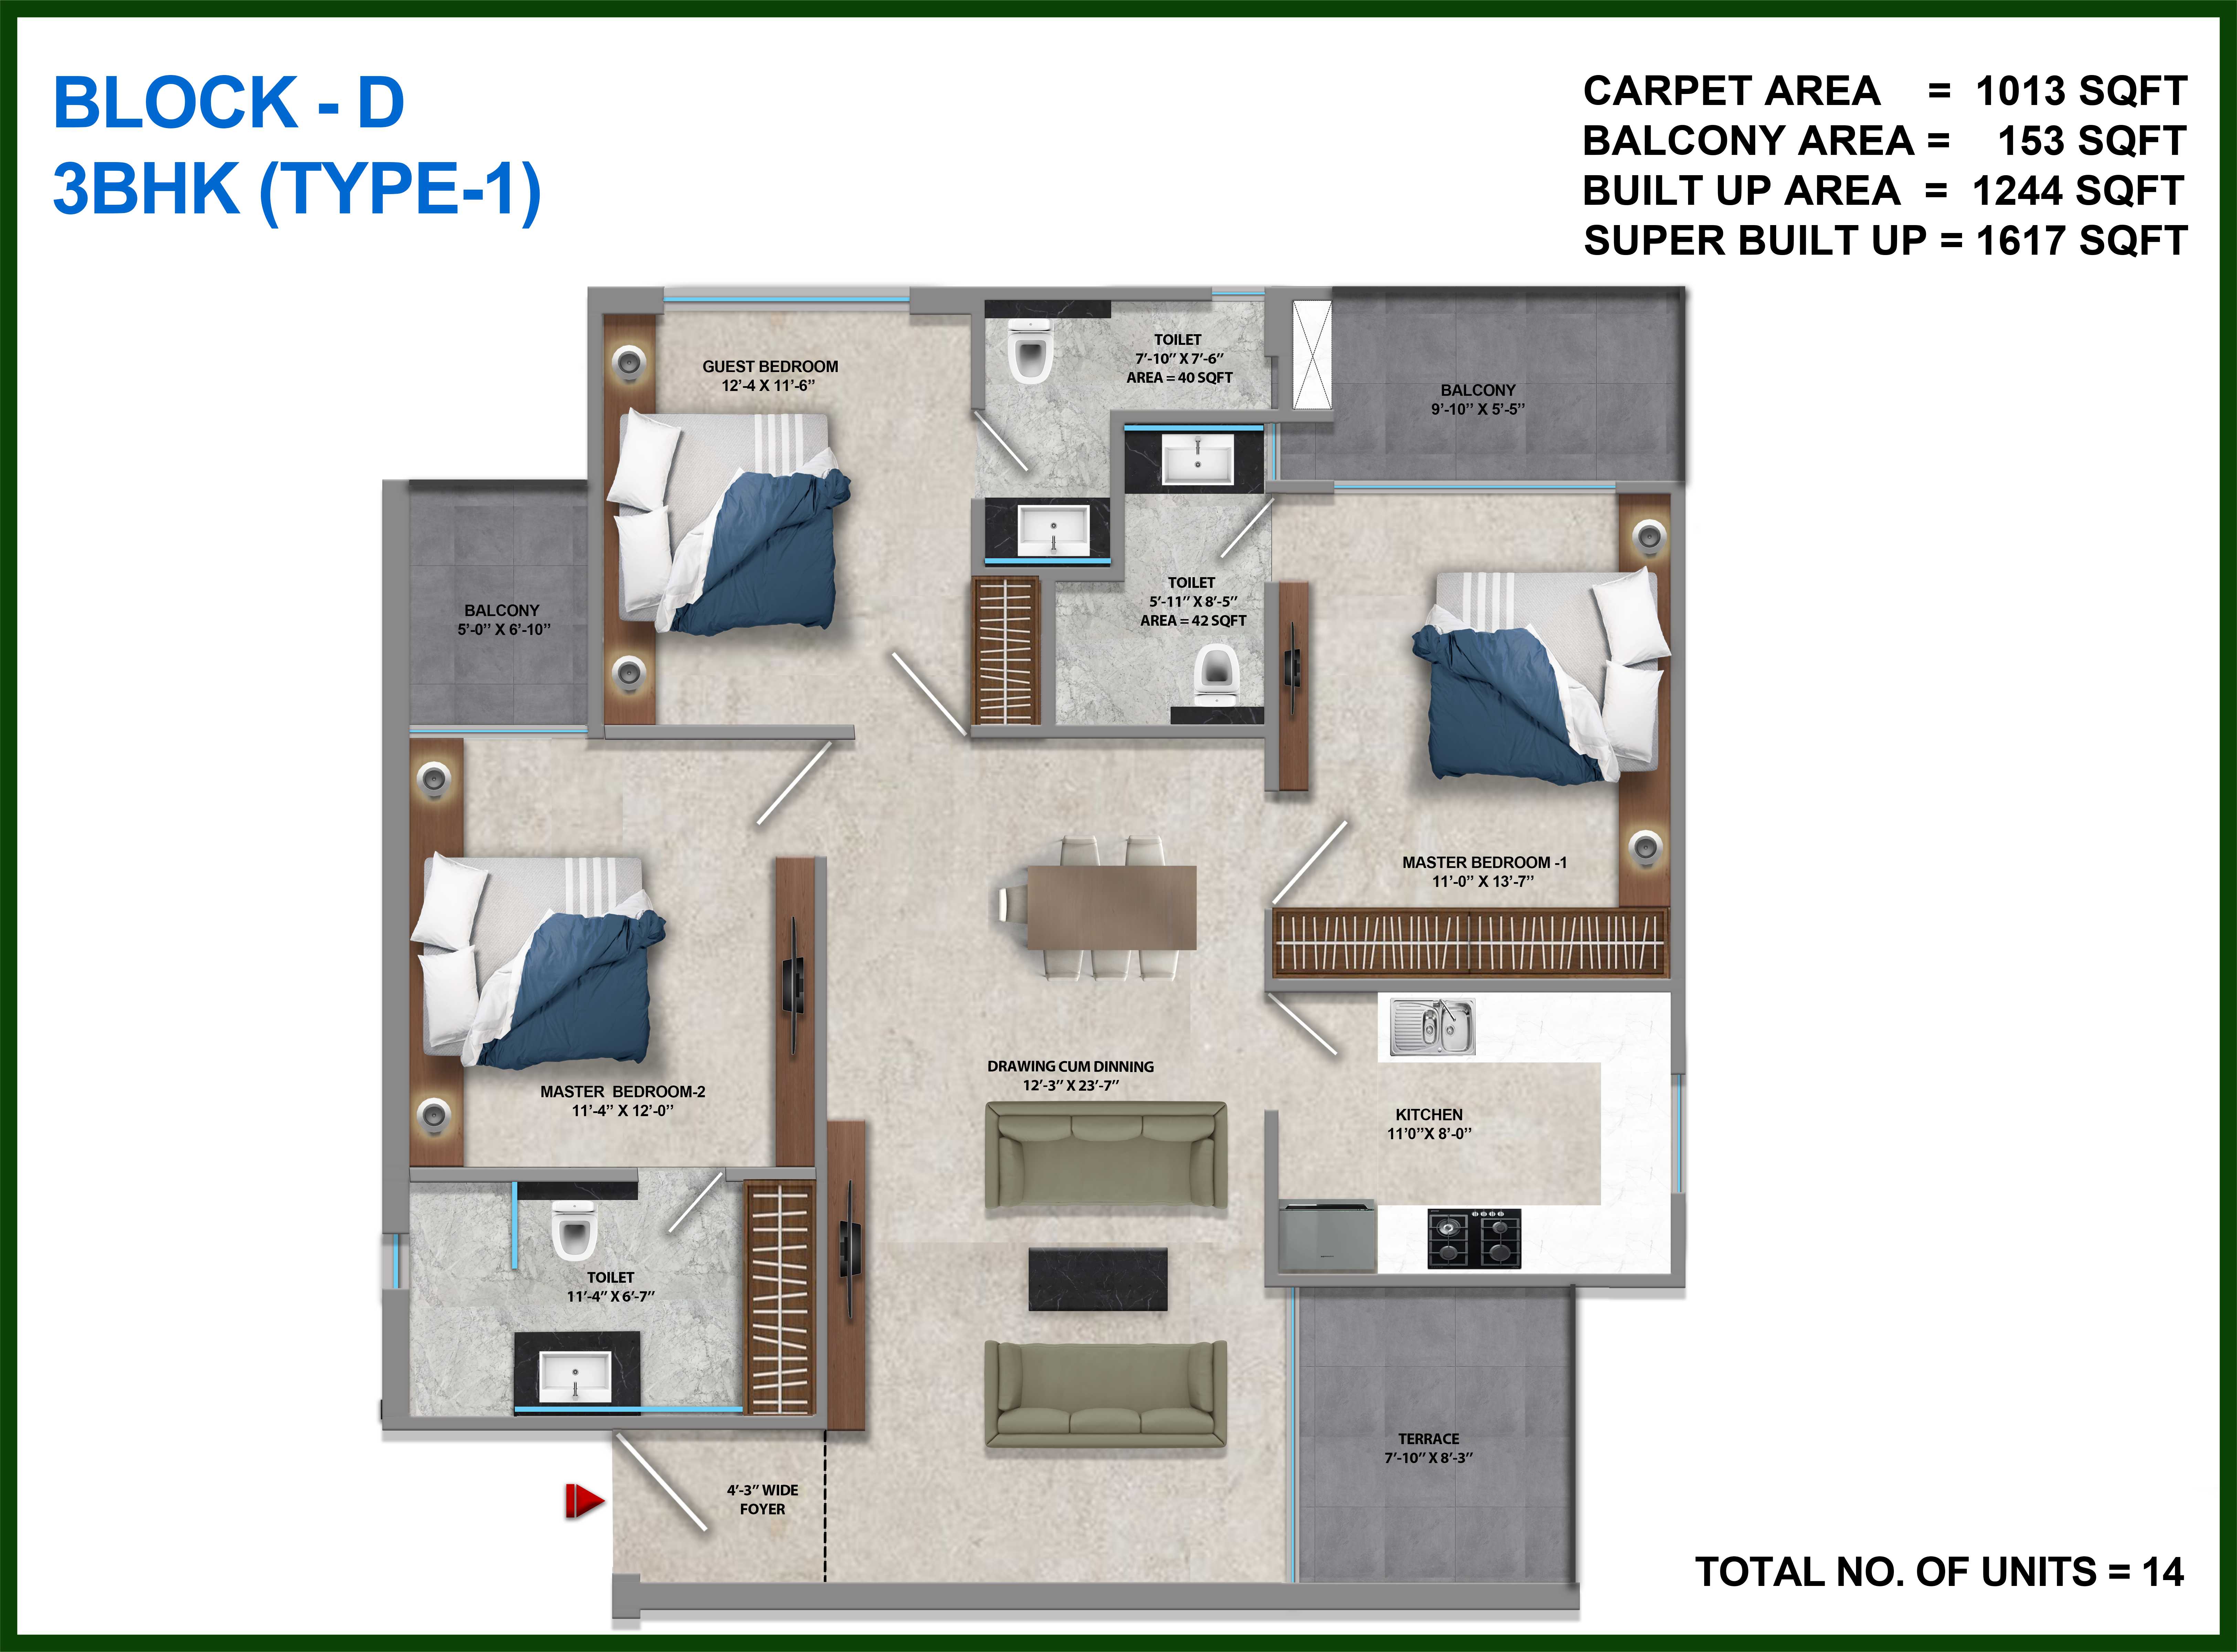 BLOCK - D
3BHK (TYPE-1)
CARPET AREA = 1013 SQFT
BALCONY AREA = 153 SQFT
BUILT UP AREA = 1244 SQFT
SUPER BUILT UP = 1617 SQFT
GUEST BEDROOM
12'-4 X 11'-6"
TOILET
7'-10" X 7'-6"
AREA = 40 SQFT
BALCONY
9'-10" X 5'-5"
BALCONY
5'-0" X 6'-10"
TOILET
5'-11" X 8'-5"
AREA = 42 SQFT
MASTER BEDROOM -1
11'-0" X 13'-7"
MASTER BEDROOM-2
11'-4" X 12'-0"
DRAWING CUM DINNING
12'-3" X 23'-7"
KITCHEN
11'0"X 8'-0"
TOILET
11'-4" X 6'-7"
TERRACE
7'-10" X 8'-3"
4'-3" WIDE
FOYER
TOTAL NO. OF UNITS = 14